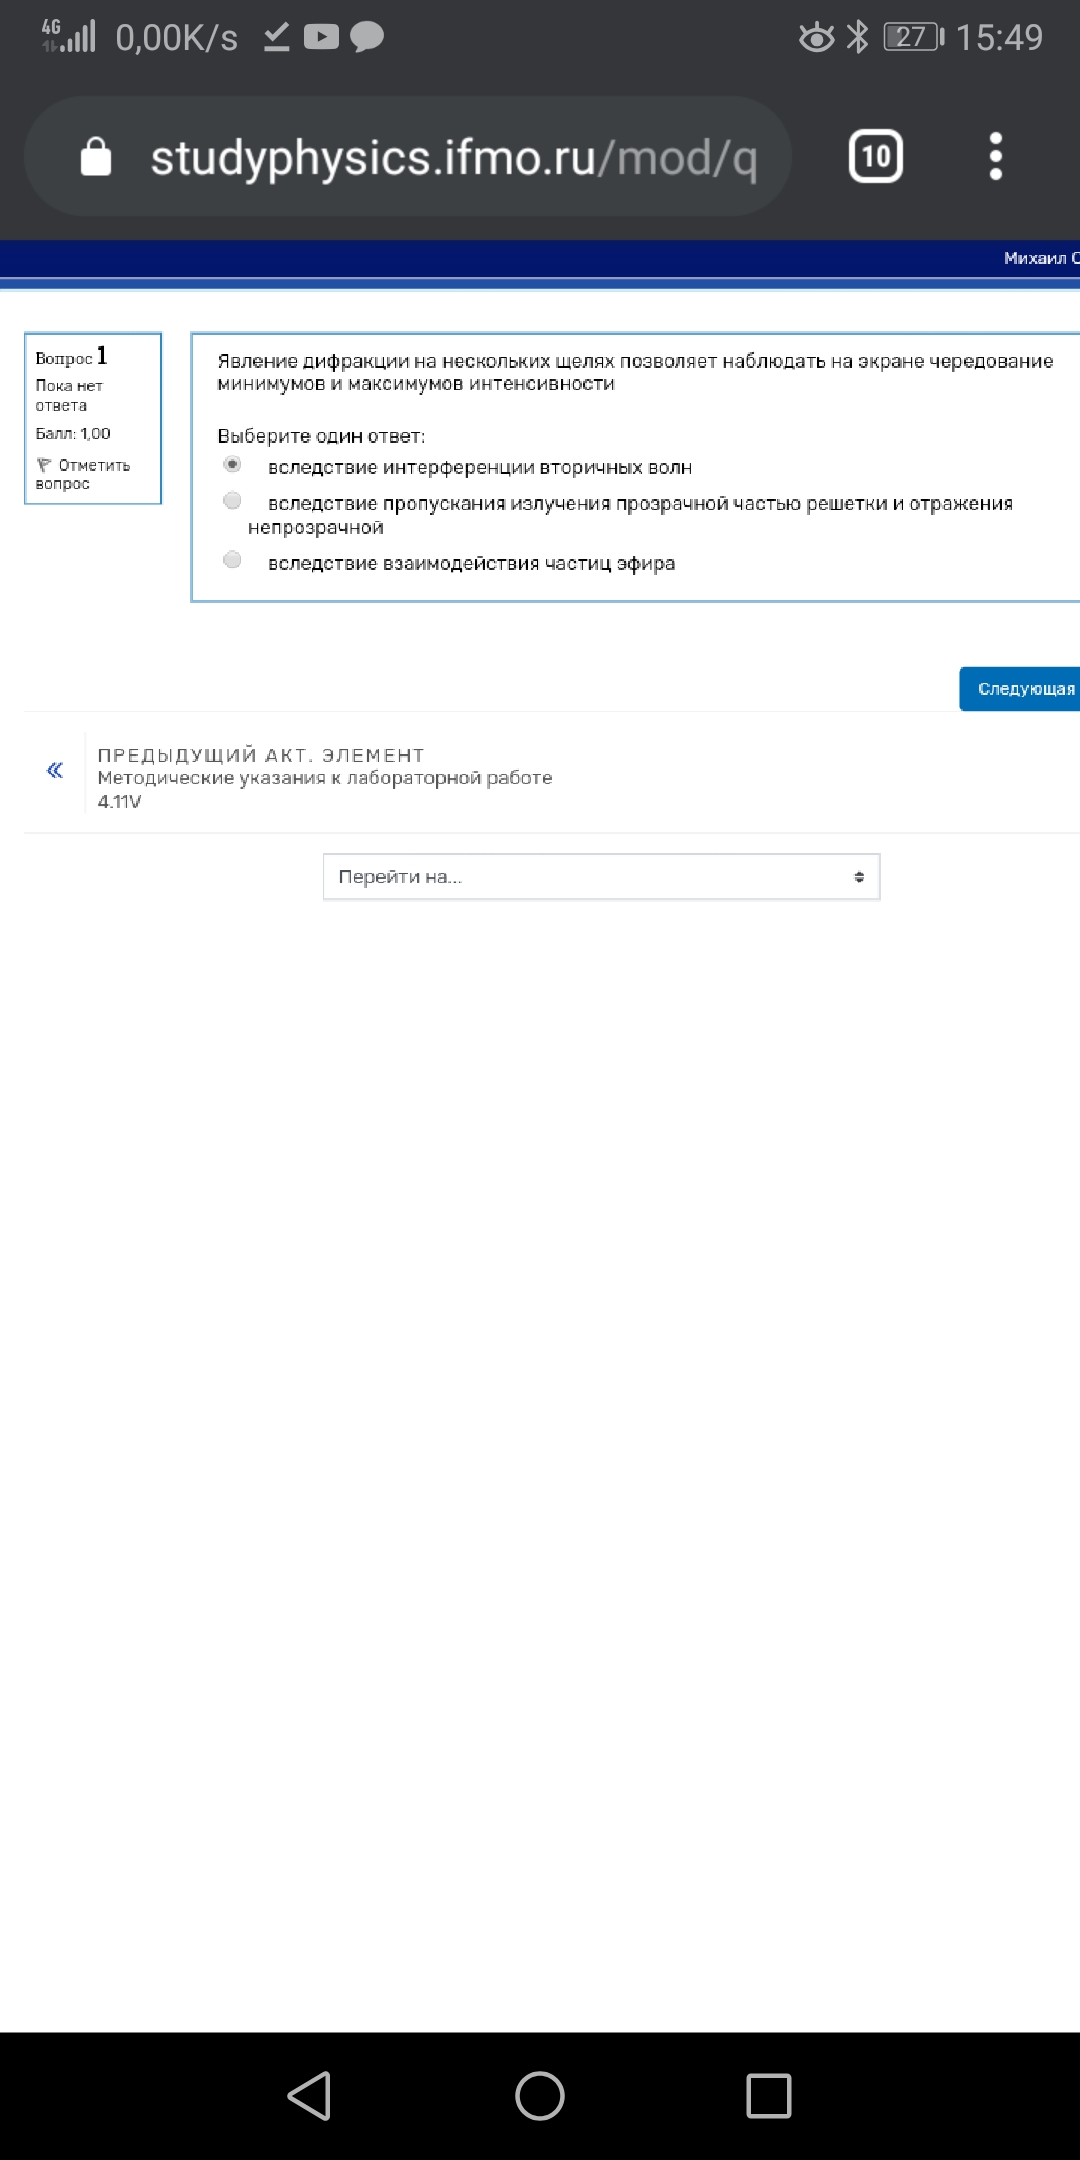 4G 0,00K/s 27 15:49
studyphysics.ifmo.ru/mod/q 10
Михаил С
Вопрос 1
Пока нет
ответа
Балл: 1,00
Отметить
вопрос
Явление дифракции на нескольких щелях позволяет наблюдать на экране чередование
минимумов и максимумов интенсивности
Выберите один ответ:
вследствие интерференции вторичных волн
вследствие пропускания излучения прозрачной частью решетки и отражения
непрозрачной
вследствие взаимодействия частиц эфира
Следующая
ПРЕДЫДУЩИЙ АКТ. ЭЛЕМЕНТ
Методические указания к лабораторной работе
4.11V
Перейти на...